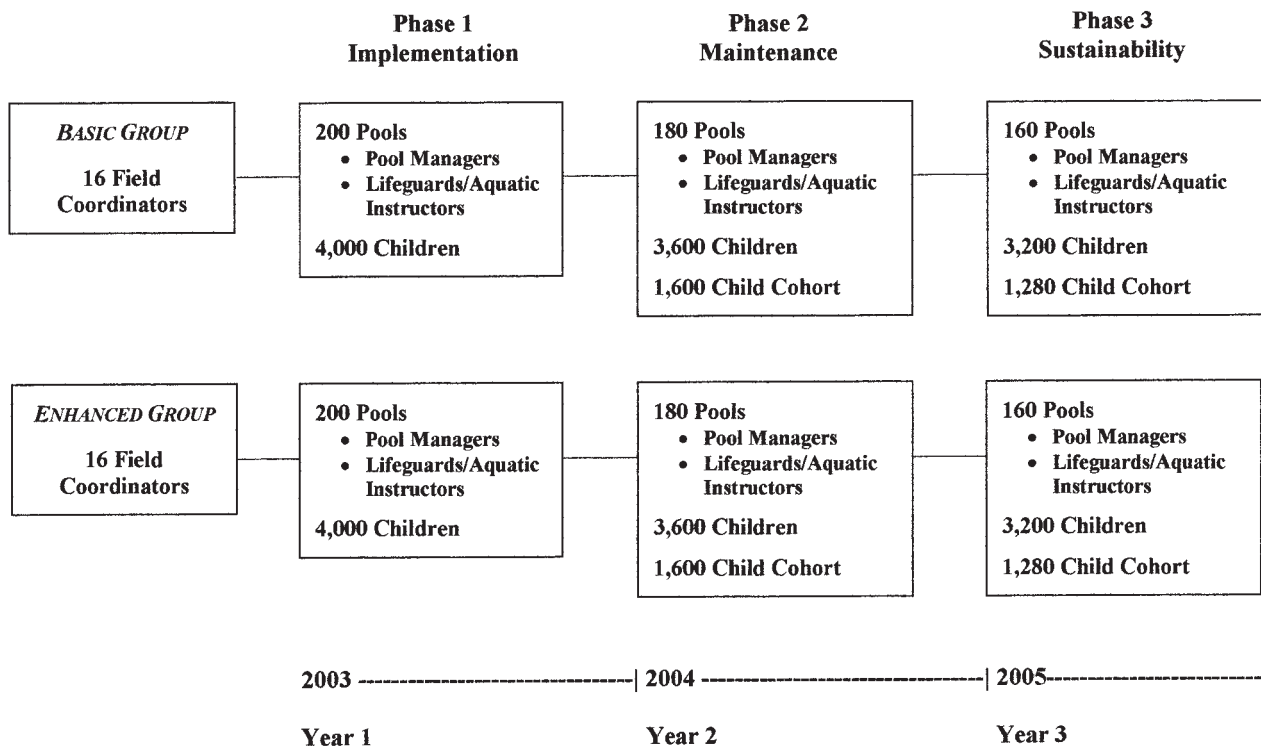 Phase 1
Implementation
Phase 2
Maintenance
Phase 3
Sustainability
BASIC GROUP
16 Field
Coordinators
200 Pools
• Pool Managers
• Lifeguards/Aquatic
Instructors
4,000 Children
180 Pools
• Pool Managers
• Lifeguards/Aquatic
Instructors
3,600 Children
1,600 Child Cohort
160 Pools
• Pool Managers
• Lifeguards/Aquatic
Instructors
3,200 Children
1,280 Child Cohort
ENHANCED GROUP
16 Field
Coordinators
200 Pools
• Pool Managers
• Lifeguards/Aquatic
Instructors
4,000 Children
180 Pools
• Pool Managers
• Lifeguards/Aquatic
Instructors
3,600 Children
1,600 Child Cohort
160 Pools
• Pool Managers
• Lifeguards/Aquatic
Instructors
3,200 Children
1,280 Child Cohort
2003 | 2004 | 2005
Year 1 Year 2 Year 3